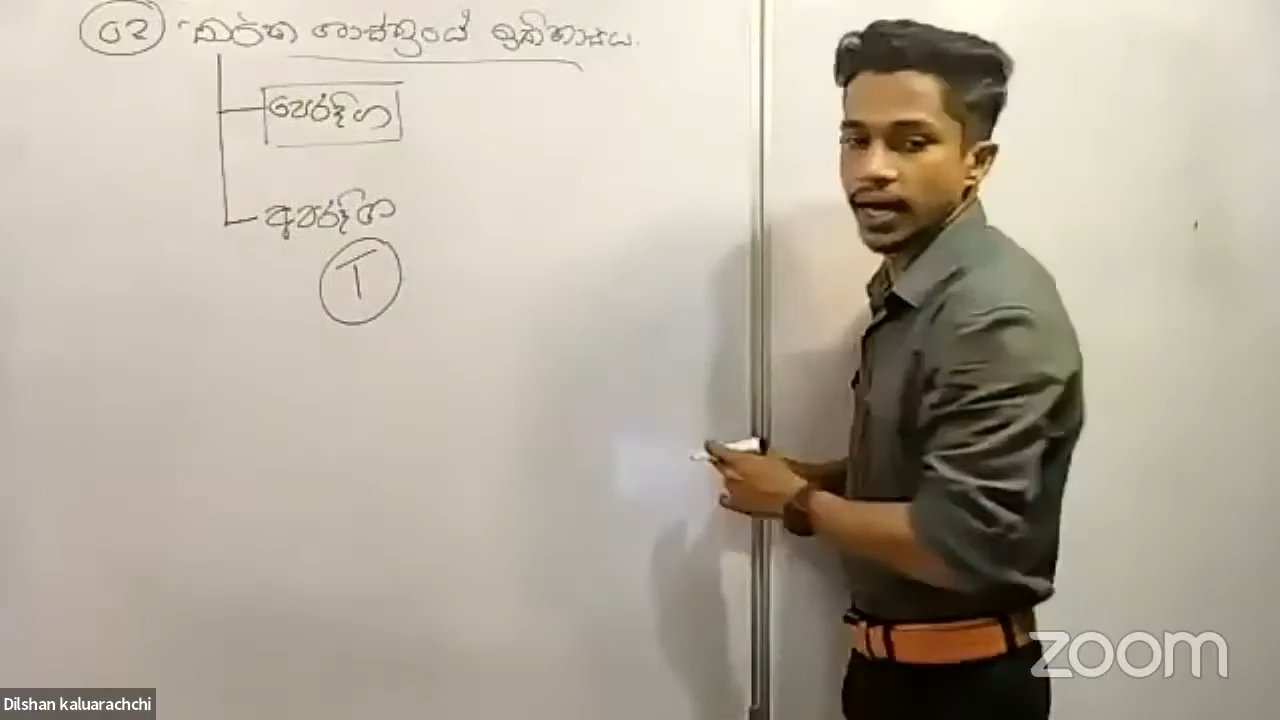 02 තර්ක ශාස්ත්‍රයේ ඉතිහාසය.
පෙරදිග
අපරදිග
T
zoom
Dilshan kaluarachchi